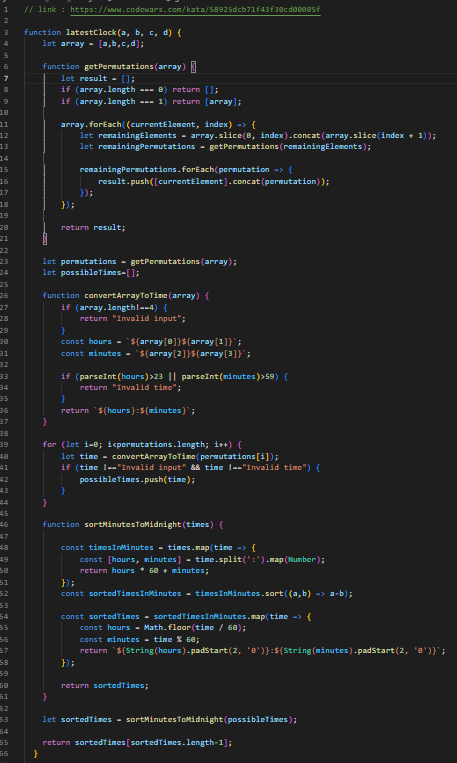 1 // link : https://www.codewars.com/kata/58925dcb71f43f30cd00005f
2
3 function latestClock(a, b, c, d) {
4 let array = [a,b,c,d];
5
6 function getPermutations(array) {
7 let result = [];
8 if (array.length === 0) return [];
9 if (array.length === 1) return [array];
10
11 array.forEach((currentElement, index) => {
12 let remainingElements = array.slice(0, index).concat(array.slice(index + 1));
13 let remainingPermutations = getPermutations(remainingElements);
14
15 remainingPermutations.forEach(permutation => {
16 result.push([currentElement].concat(permutation));
17 });
18 });
19
20 return result;
21 }
22
23 let permutations = getPermutations(array);
24 let possibleTimes=[];
25
26 function convertArrayToTime(array) {
27 if (array.length!==4) {
28 return "Invalid input";
29 }
30 const hours = `${array[0]}${array[1]}`;
31 const minutes = `${array[2]}${array[3]}`;
32
33 if (parseInt(hours)>23 || parseInt(minutes)>59) {
34 return "Invalid time";
35 }
36 return `${hours}:${minutes}`;
37 }
38
39 for (let i=0; i<permutations.length; i++) {
40 let time = convertArrayToTime(permutations[i]);
41 if (time !=="Invalid input" && time !=="Invalid time") {
42 possibleTimes.push(time);
43 }
44 }
45
46 function sortMinutesToMidnight(times) {
47
48 const timesInMinutes = times.map(time => {
49 const [hours, minutes] = time.split(':').map(Number);
50 return hours * 60 + minutes;
51 });
52 const sortedTimesInMinutes = timesInMinutes.sort((a,b) => a-b);
53
54 const sortedTimes = sortedTimesInMinutes.map(time => {
55 const hours = Math.floor(time / 60);
56 const minutes = time % 60;
57 return `${String(hours).padStart(2, '0')}:${String(minutes).padStart(2, '0')}`;
58 });
59
60 return sortedTimes;
61 }
62
63 let sortedTimes = sortMinutesToMidnight(possibleTimes);
64
65 return sortedTimes[sortedTimes.length-1];
66 }